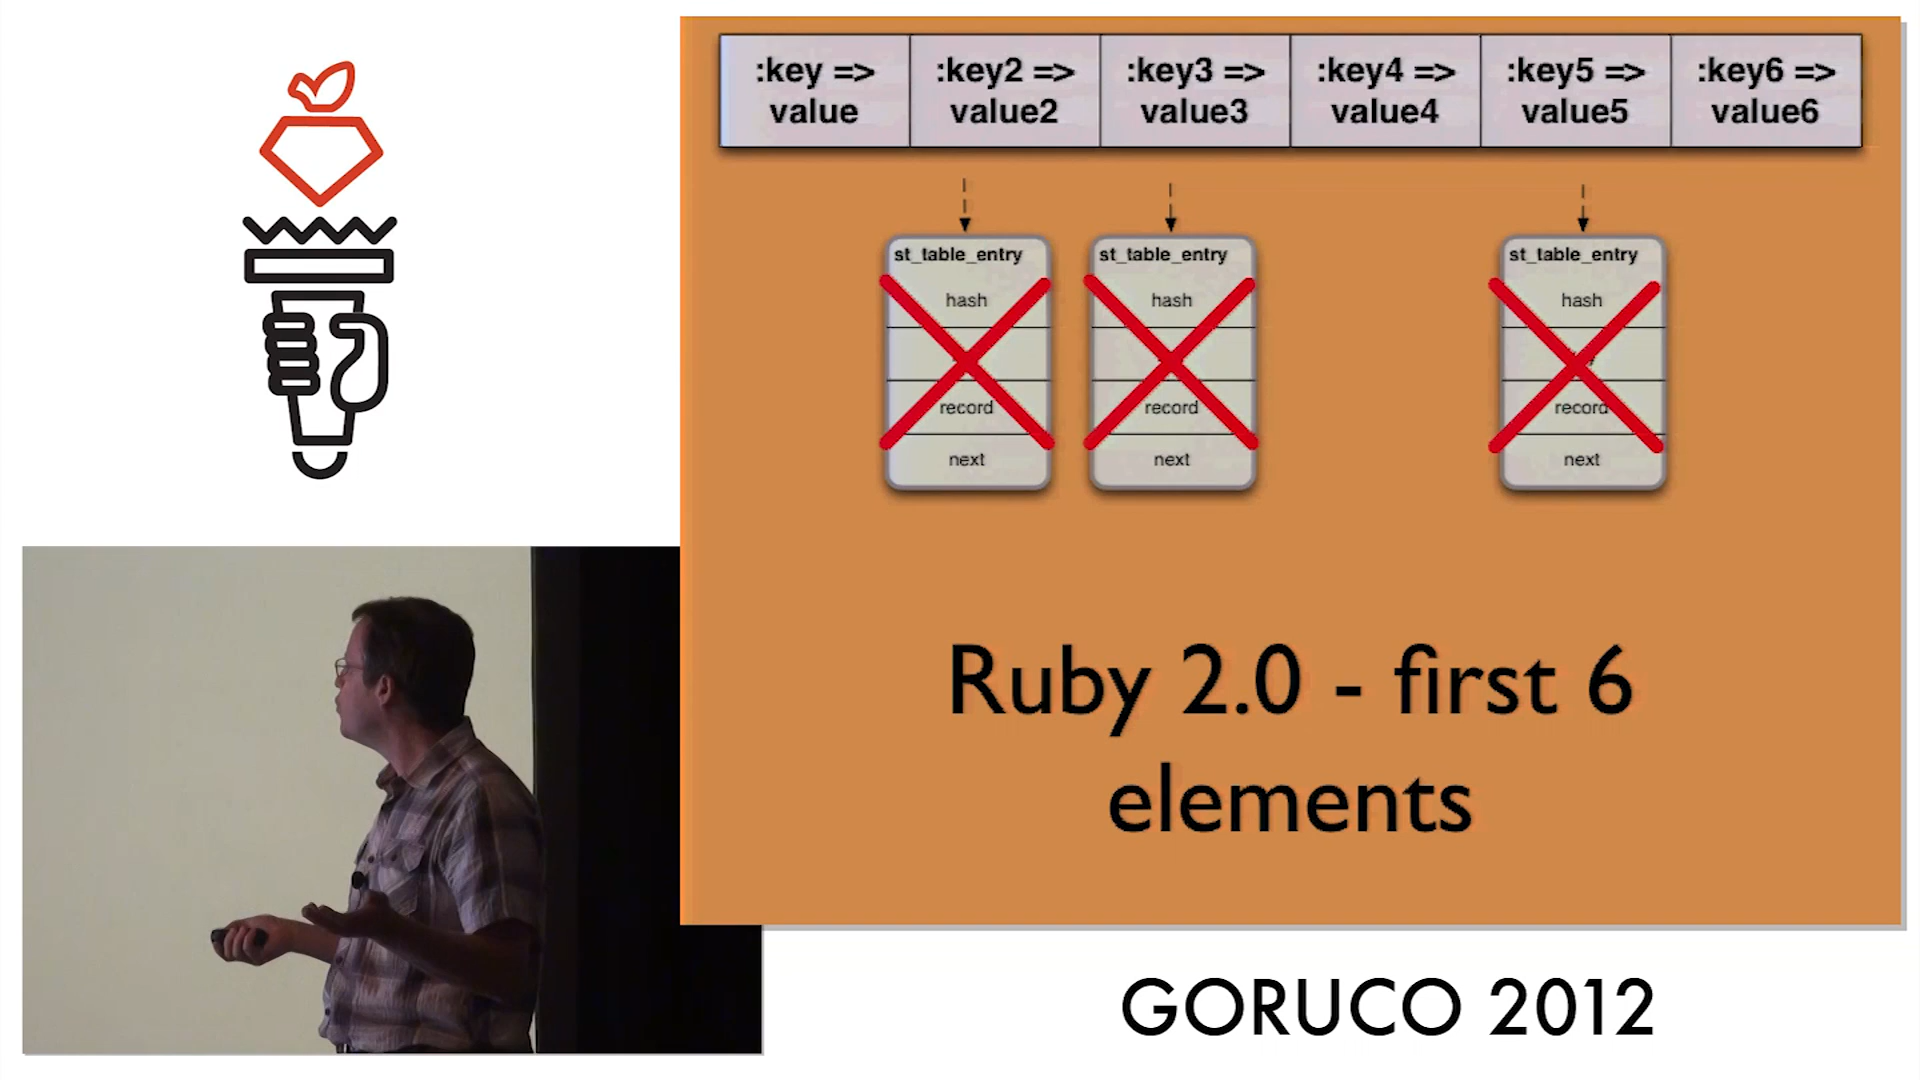 :key => :key2 => :key3 => :key4 => :key5 => :key6 =>
value value2 value3 value4 value5 value6
st_table_entry st_table_entry st_table_entry
hash hash hash
record record record
next next next
Ruby 2.0 - first 6
elements
GORUCO 2012